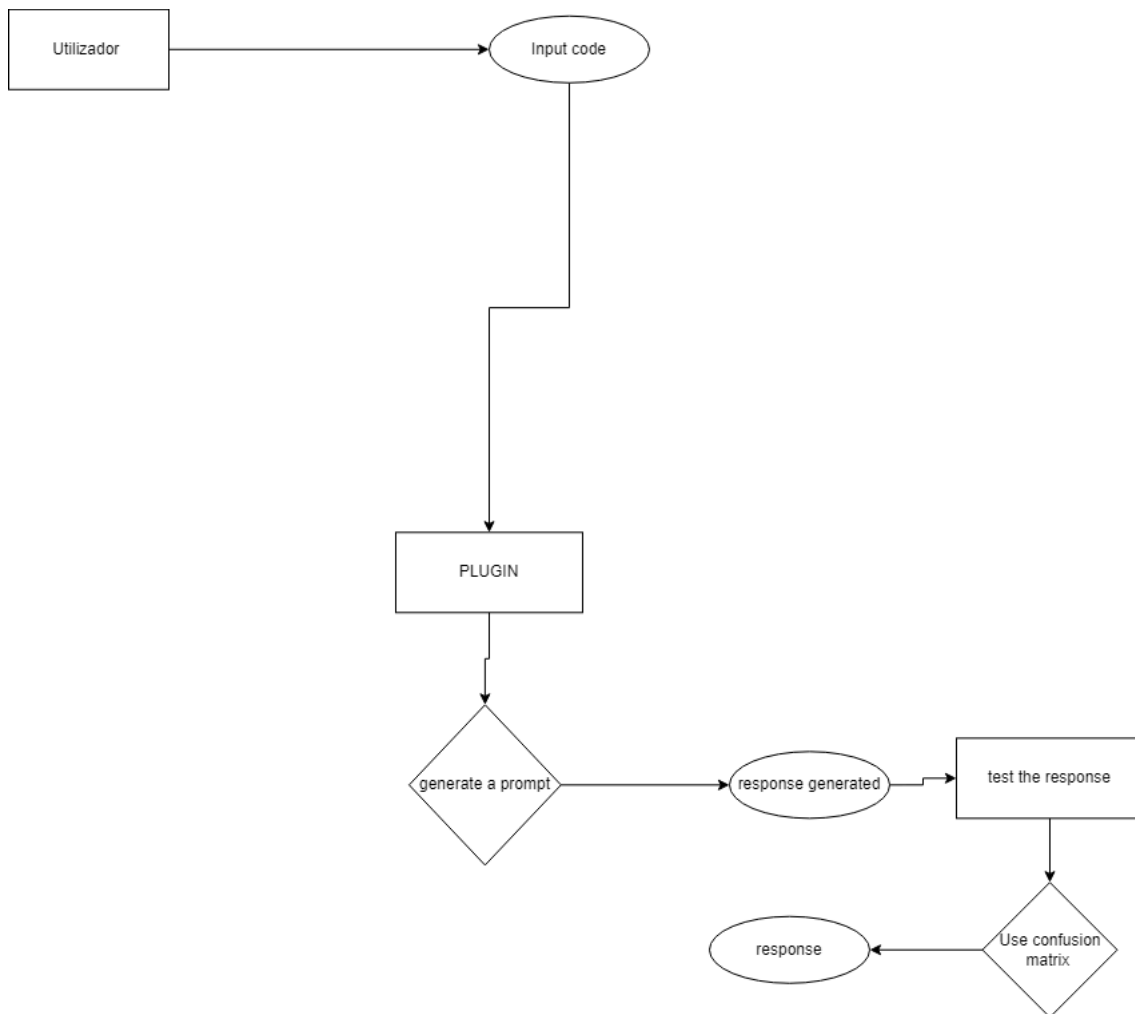 Utilizador
Input code
PLUGIN
generate a prompt
response generated
test the response
Use confusion
matrix
response